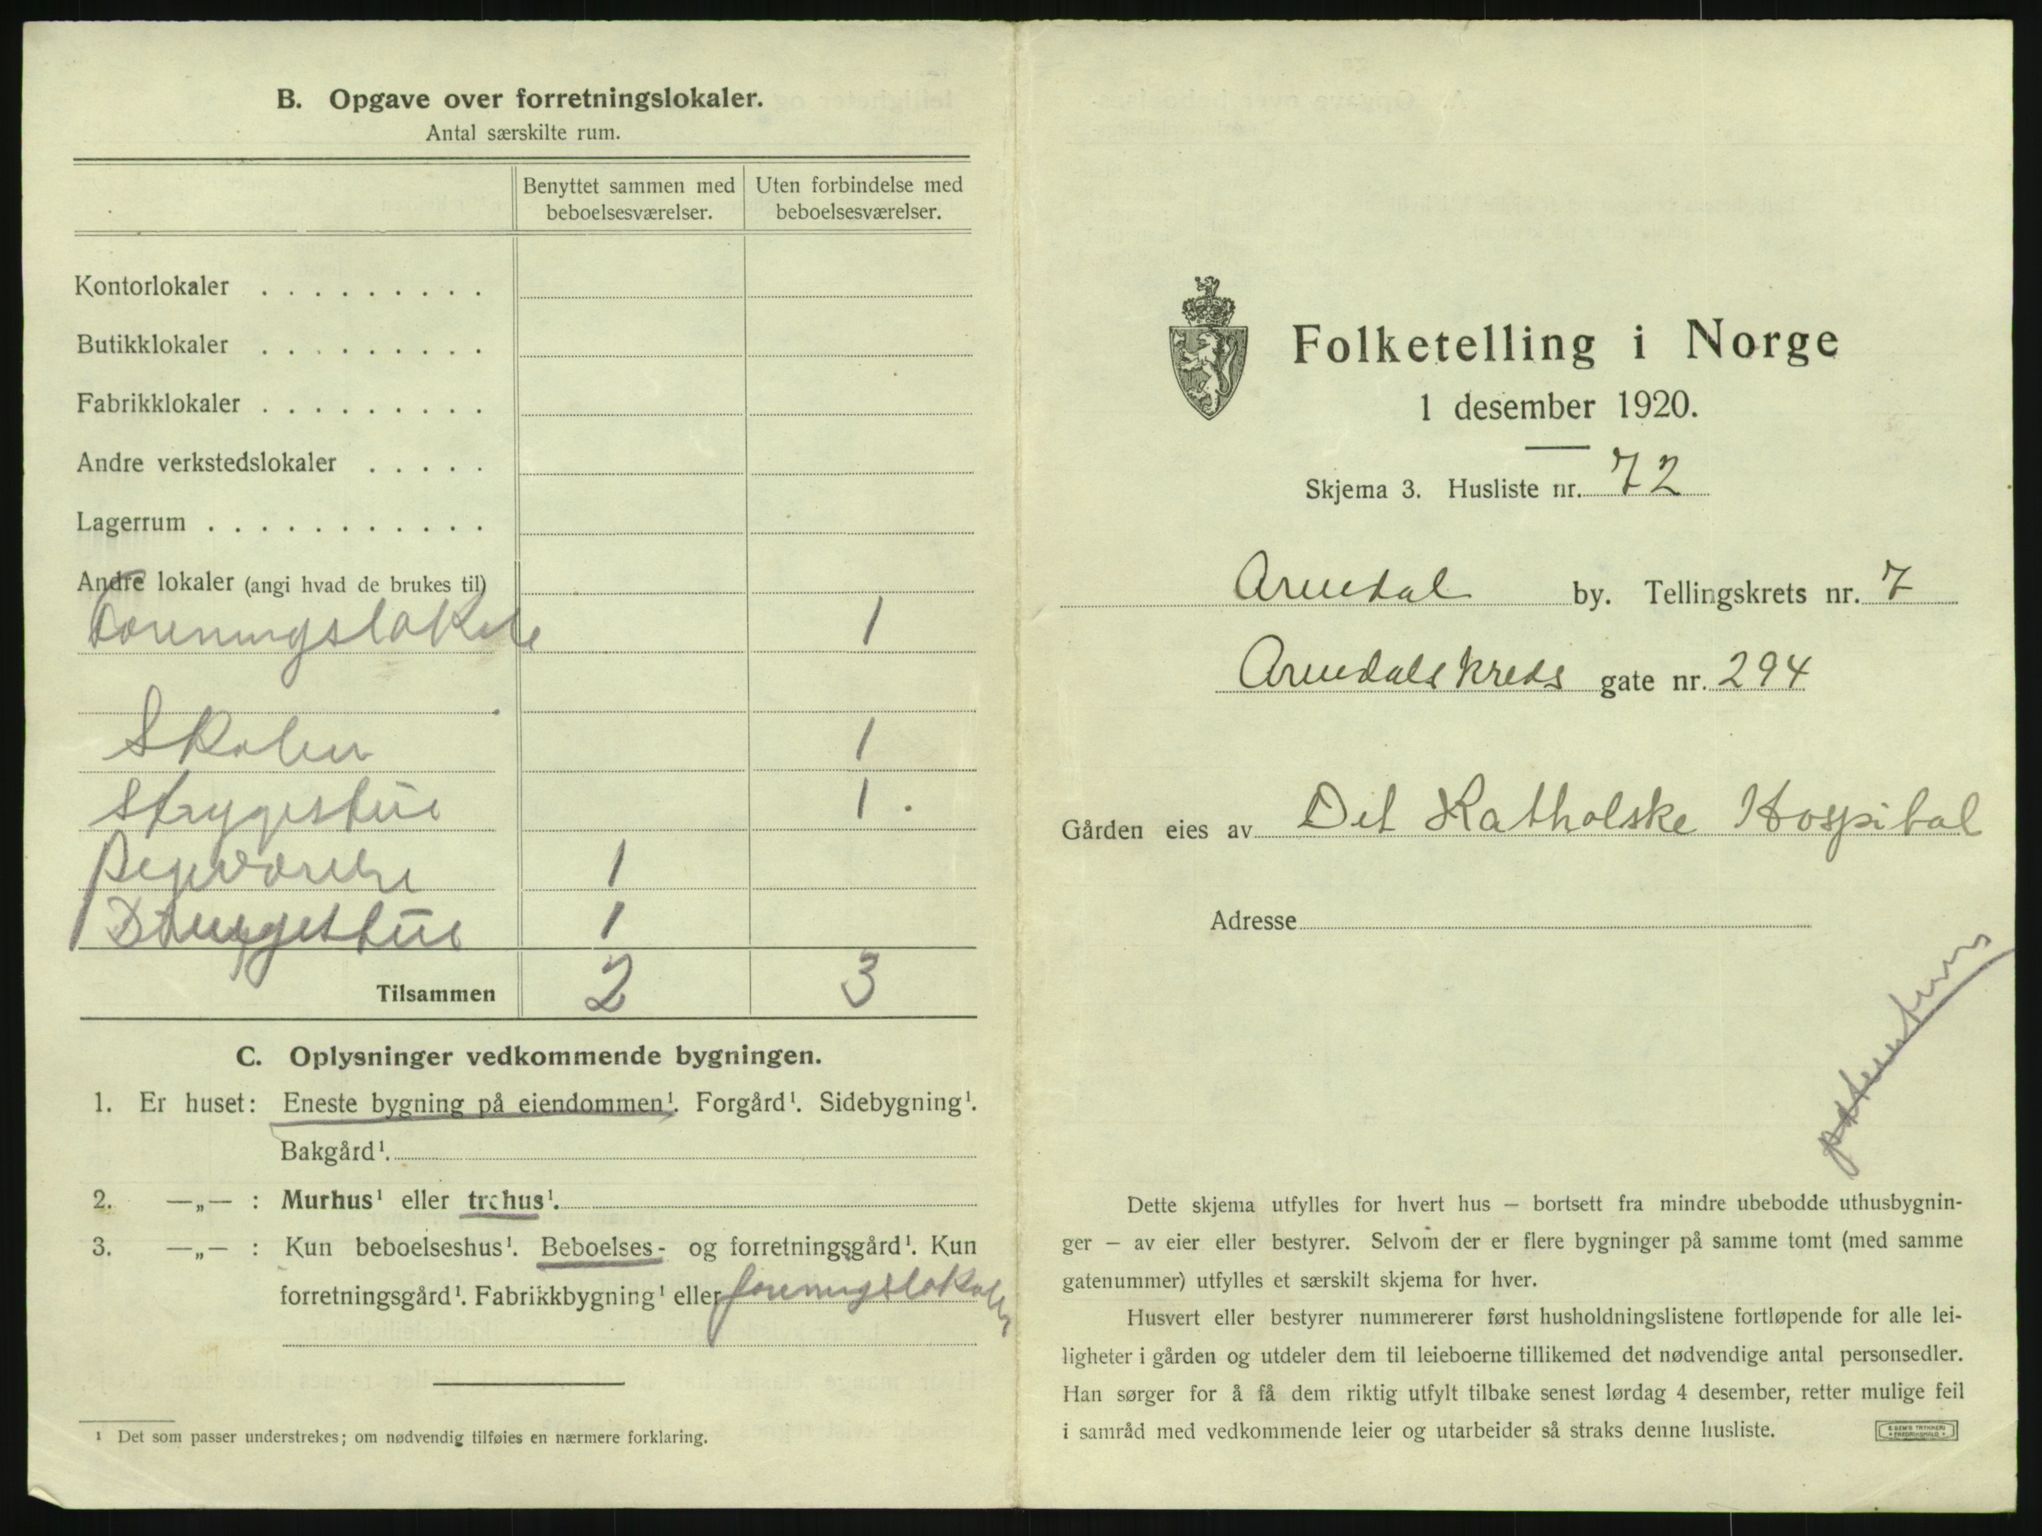 B. Opgave over forretningslokaler.
Antal særskilte rum.
Benyttet sammen med beboelsesværelser.
Uten forbindelse med beboelsesværelser.
Kontorlokaler . . . . . . . . .
Butikklokaler . . . . . . . . .
Fabrikklokaler . . . . . . . . .
Andre verkstedslokaler . . . . .
Lagerrum . . . . . . . . . . .
Andre lokaler (angi hvad de brukes til)
Foreningslokale 1
Skolen 1
Strygestue 1
1
1
Tilsammen 2 3
C. Oplysninger vedkommende bygningen.
1. Er huset: Eneste bygning på eiendommen¹. Forgård¹. Sidebygning¹.
Bakgård¹.
2. —„— : Murhus¹ eller trehus¹.
3. —„— : Kun beboelseshus¹. Beboelses- og forretningsgård¹. Kun
forretningsgård¹. Fabrikkbygning¹ eller foreningslokaler
¹ Det som passer understrekes; om nødvendig tilføies en nærmere forklaring.
Folketelling i Norge
1 desember 1920.
Skjema 3. Husliste nr. 72
Arendal by. Tellingskrets nr. 7
Arendalskreds gate nr. 294
Gården eies av Det Katholske Hospital
Adresse
Dette skjema utfylles for hvert hus – bortsett fra mindre ubebodde uthusbygnin-
ger – av eier eller bestyrer. Selvom der er flere bygninger på samme tomt (med samme
gatenummer) utfylles et særskilt skjema for hver.
Husvert eller bestyrer nummererer først husholdningslistene fortløpende for alle lei-
ligheter i gården og utdeler dem til leieboerne tillikemed det nødvendige antal personsedler.
Han sørger for å få dem riktig utfylt tilbake senest lørdag 4 desember, retter mulige feil
i samråd med vedkommende leier og utarbeider så straks denne husliste.